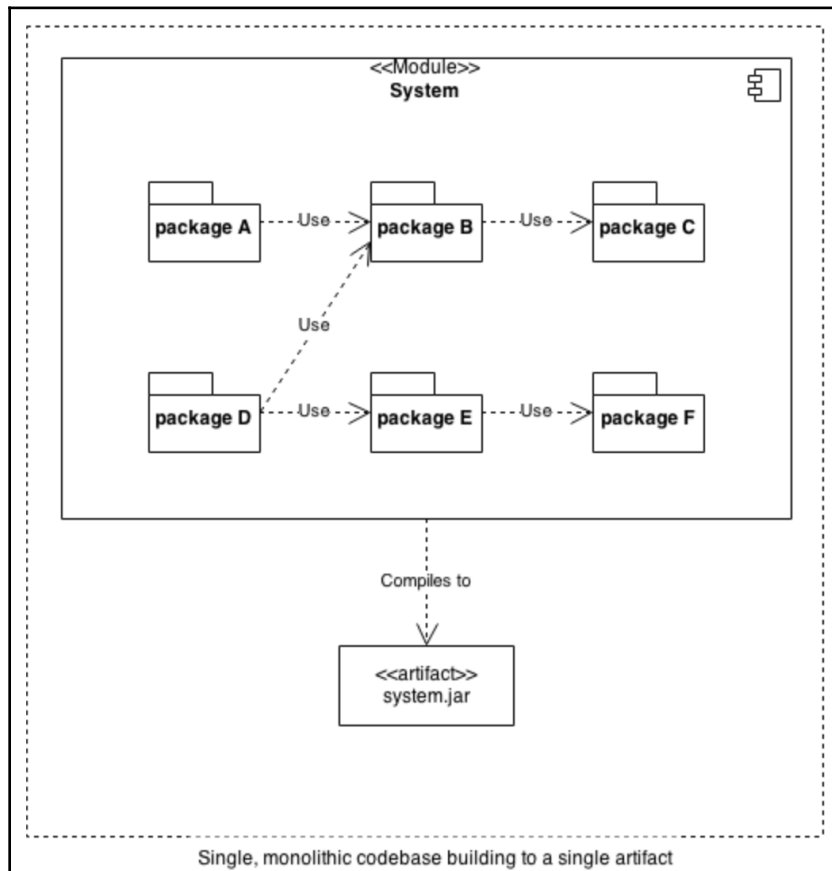 <<Module>>
System
package A
Use
package B
Use
package C
Use
package D
Use
package E
Use
package F
Compiles to
<<artifact>>
system.jar
Single, monolithic codebase building to a single artifact